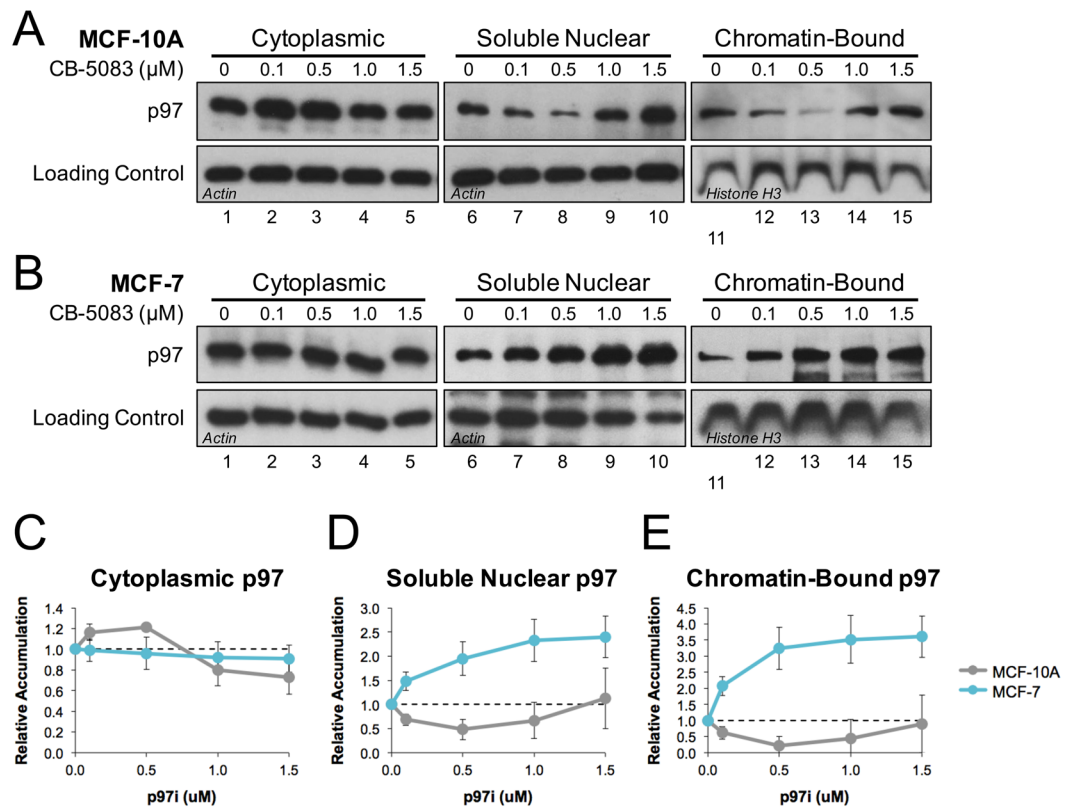 A
MCF-10A Cytoplasmic Soluble Nuclear Chromatin-Bound
CB-5083 (µM) 0 0.1 0.5 1.0 1.5 0 0.1 0.5 1.0 1.5 0 0.1 0.5 1.0 1.5
p97
Loading Control
Actin Actin Histone H3
1 2 3 4 5 6 7 8 9 10 12 13 14 15
11
B
MCF-7 Cytoplasmic Soluble Nuclear Chromatin-Bound
CB-5083 (µM) 0 0.1 0.5 1.0 1.5 0 0.1 0.5 1.0 1.5 0 0.1 0.5 1.0 1.5
p97
Loading Control
Actin Actin Histone H3
1 2 3 4 5 6 7 8 9 10 12 13 14 15
11
C
Cytoplasmic p97
Relative Accumulation
1.4
1.2
1.0
0.8
0.6
0.4
0.2
0.0
0.0 0.5 1.0 1.5
p97i (uM)
D
Soluble Nuclear p97
Relative Accumulation
3.0
2.5
2.0
1.5
1.0
0.5
0.0
0.0 0.5 1.0 1.5
p97i (uM)
E
Chromatin-Bound p97
Relative Accumulation
4.5
4.0
3.5
3.0
2.5
2.0
1.5
1.0
0.5
0.0
0.0 0.5 1.0 1.5
p97i (uM)
MCF-10A
MCF-7